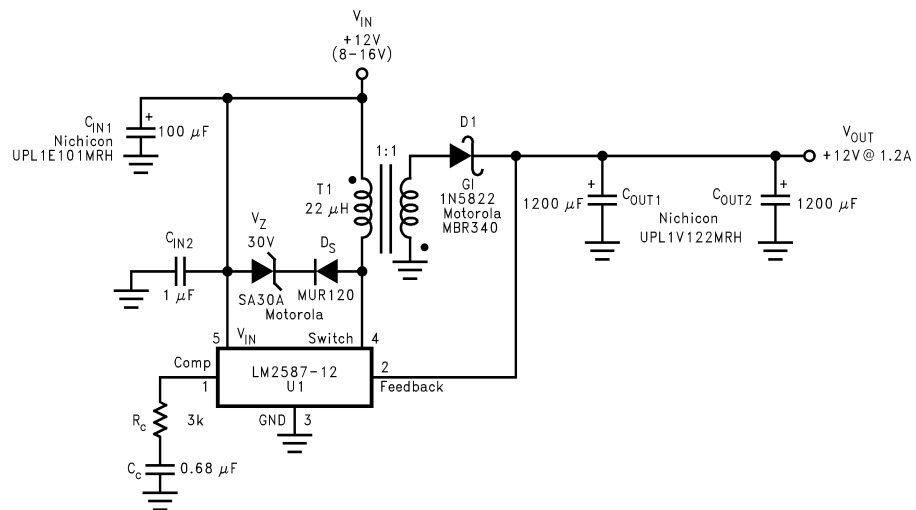 V_IN
+12V
(8-16V)
C_IN1
Nichicon
UPL1E101MRH
+
100 μF
D1
1:1
GI
1N5822
Motorola
MBR340
V_OUT
+12V@ 1.2A
T1
22 μH
+
1200 μF
C_OUT1
C_OUT2
+
1200 μF
Nichicon
UPL1V122MRH
C_IN2
1 μF
V_Z
30V
D_S
SA30A
MUR120
Motorola
5
V_IN
Switch
4
Comp
1
LM2587-12
U1
2
Feedback
GND
3
R_c
3k
C_c
0.68 μF